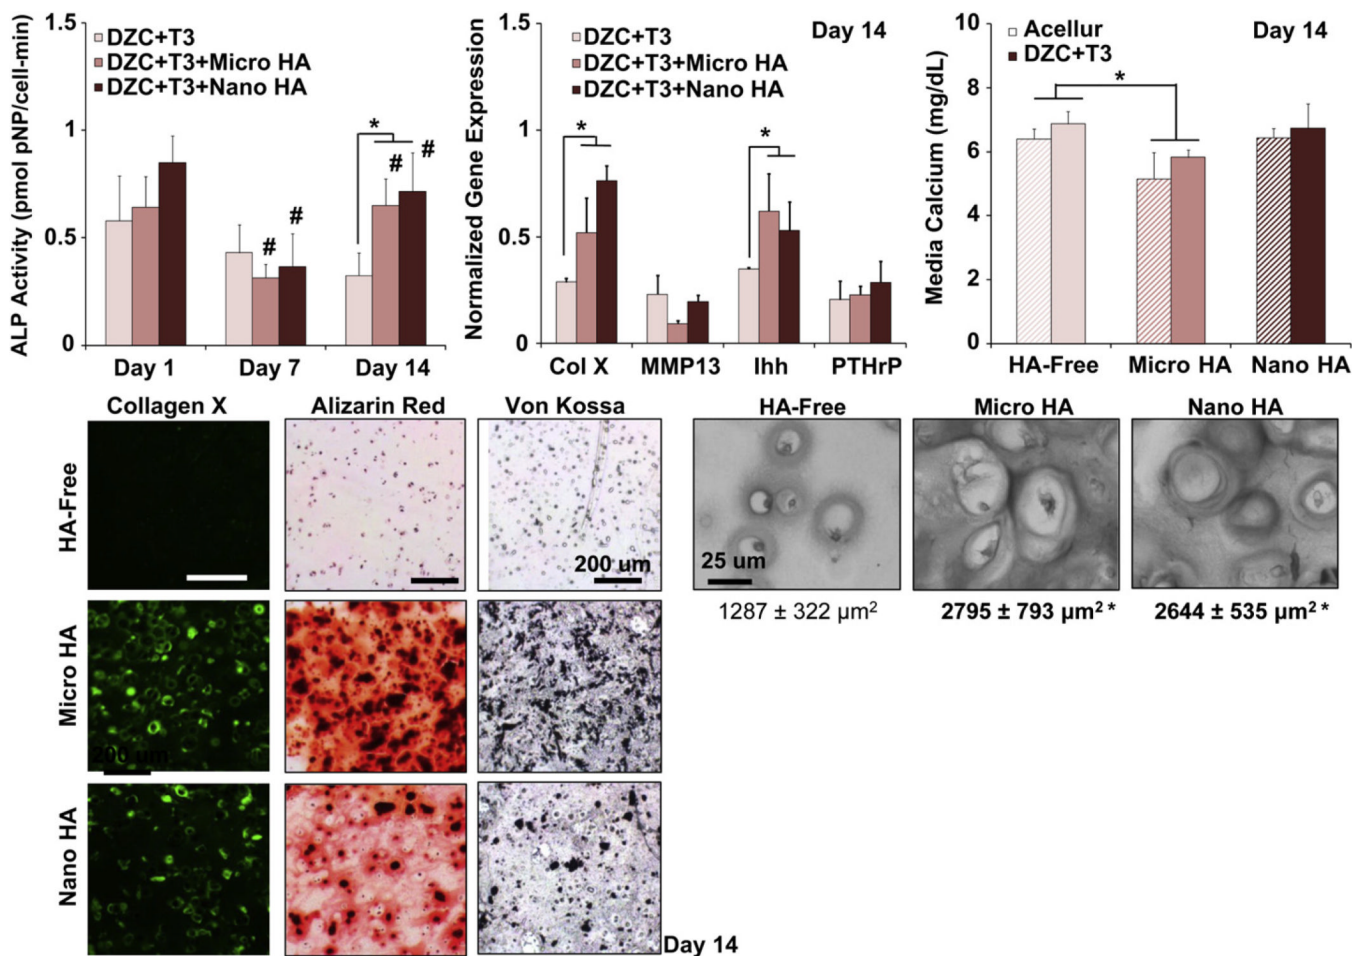 ALP Activity (pmol pNP/cell-min)
1.5
1
0.5
0
DZC+T3
DZC+T3+Micro HA
DZC+T3+Nano HA
*
#
#
#
#
Day 1
Day 7
Day 14
Normalized Gene Expression
1.5
1
0.5
0
Day 14
DZC+T3
DZC+T3+Micro HA
DZC+T3+Nano HA
*
*
Col X
MMP13
Ihh
PTHrP
Media Calcium (mg/dL)
10
8
6
4
2
0
Acellur
DZC+T3
Day 14
*
HA-Free
Micro HA
Nano HA
Collagen X
Alizarin Red
Von Kossa
HA-Free
200 um
Micro HA
200 um
Nano HA
Day 14
HA-Free
Micro HA
Nano HA
25 um
1287 ± 322 µm²
2795 ± 793 µm² *
2644 ± 535 µm² *